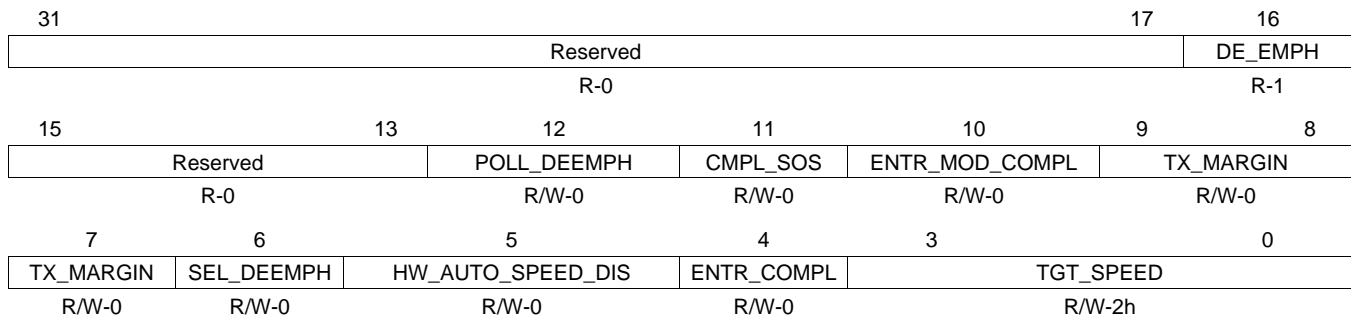 31 17 16
Reserved DE_EMPH
R-0 R-1
15 13 12 11 10 9 8
Reserved POLL_DEEMPH CMPL_SOS ENTR_MOD_COMPL TX_MARGIN
R-0 R/W-0 R/W-0 R/W-0 R/W-0
7 6 5 4 3 0
TX_MARGIN SEL_DEEMPH HW_AUTO_SPEED_DIS ENTR_COMPL TGT_SPEED
R/W-0 R/W-0 R/W-0 R/W-0 R/W-2h